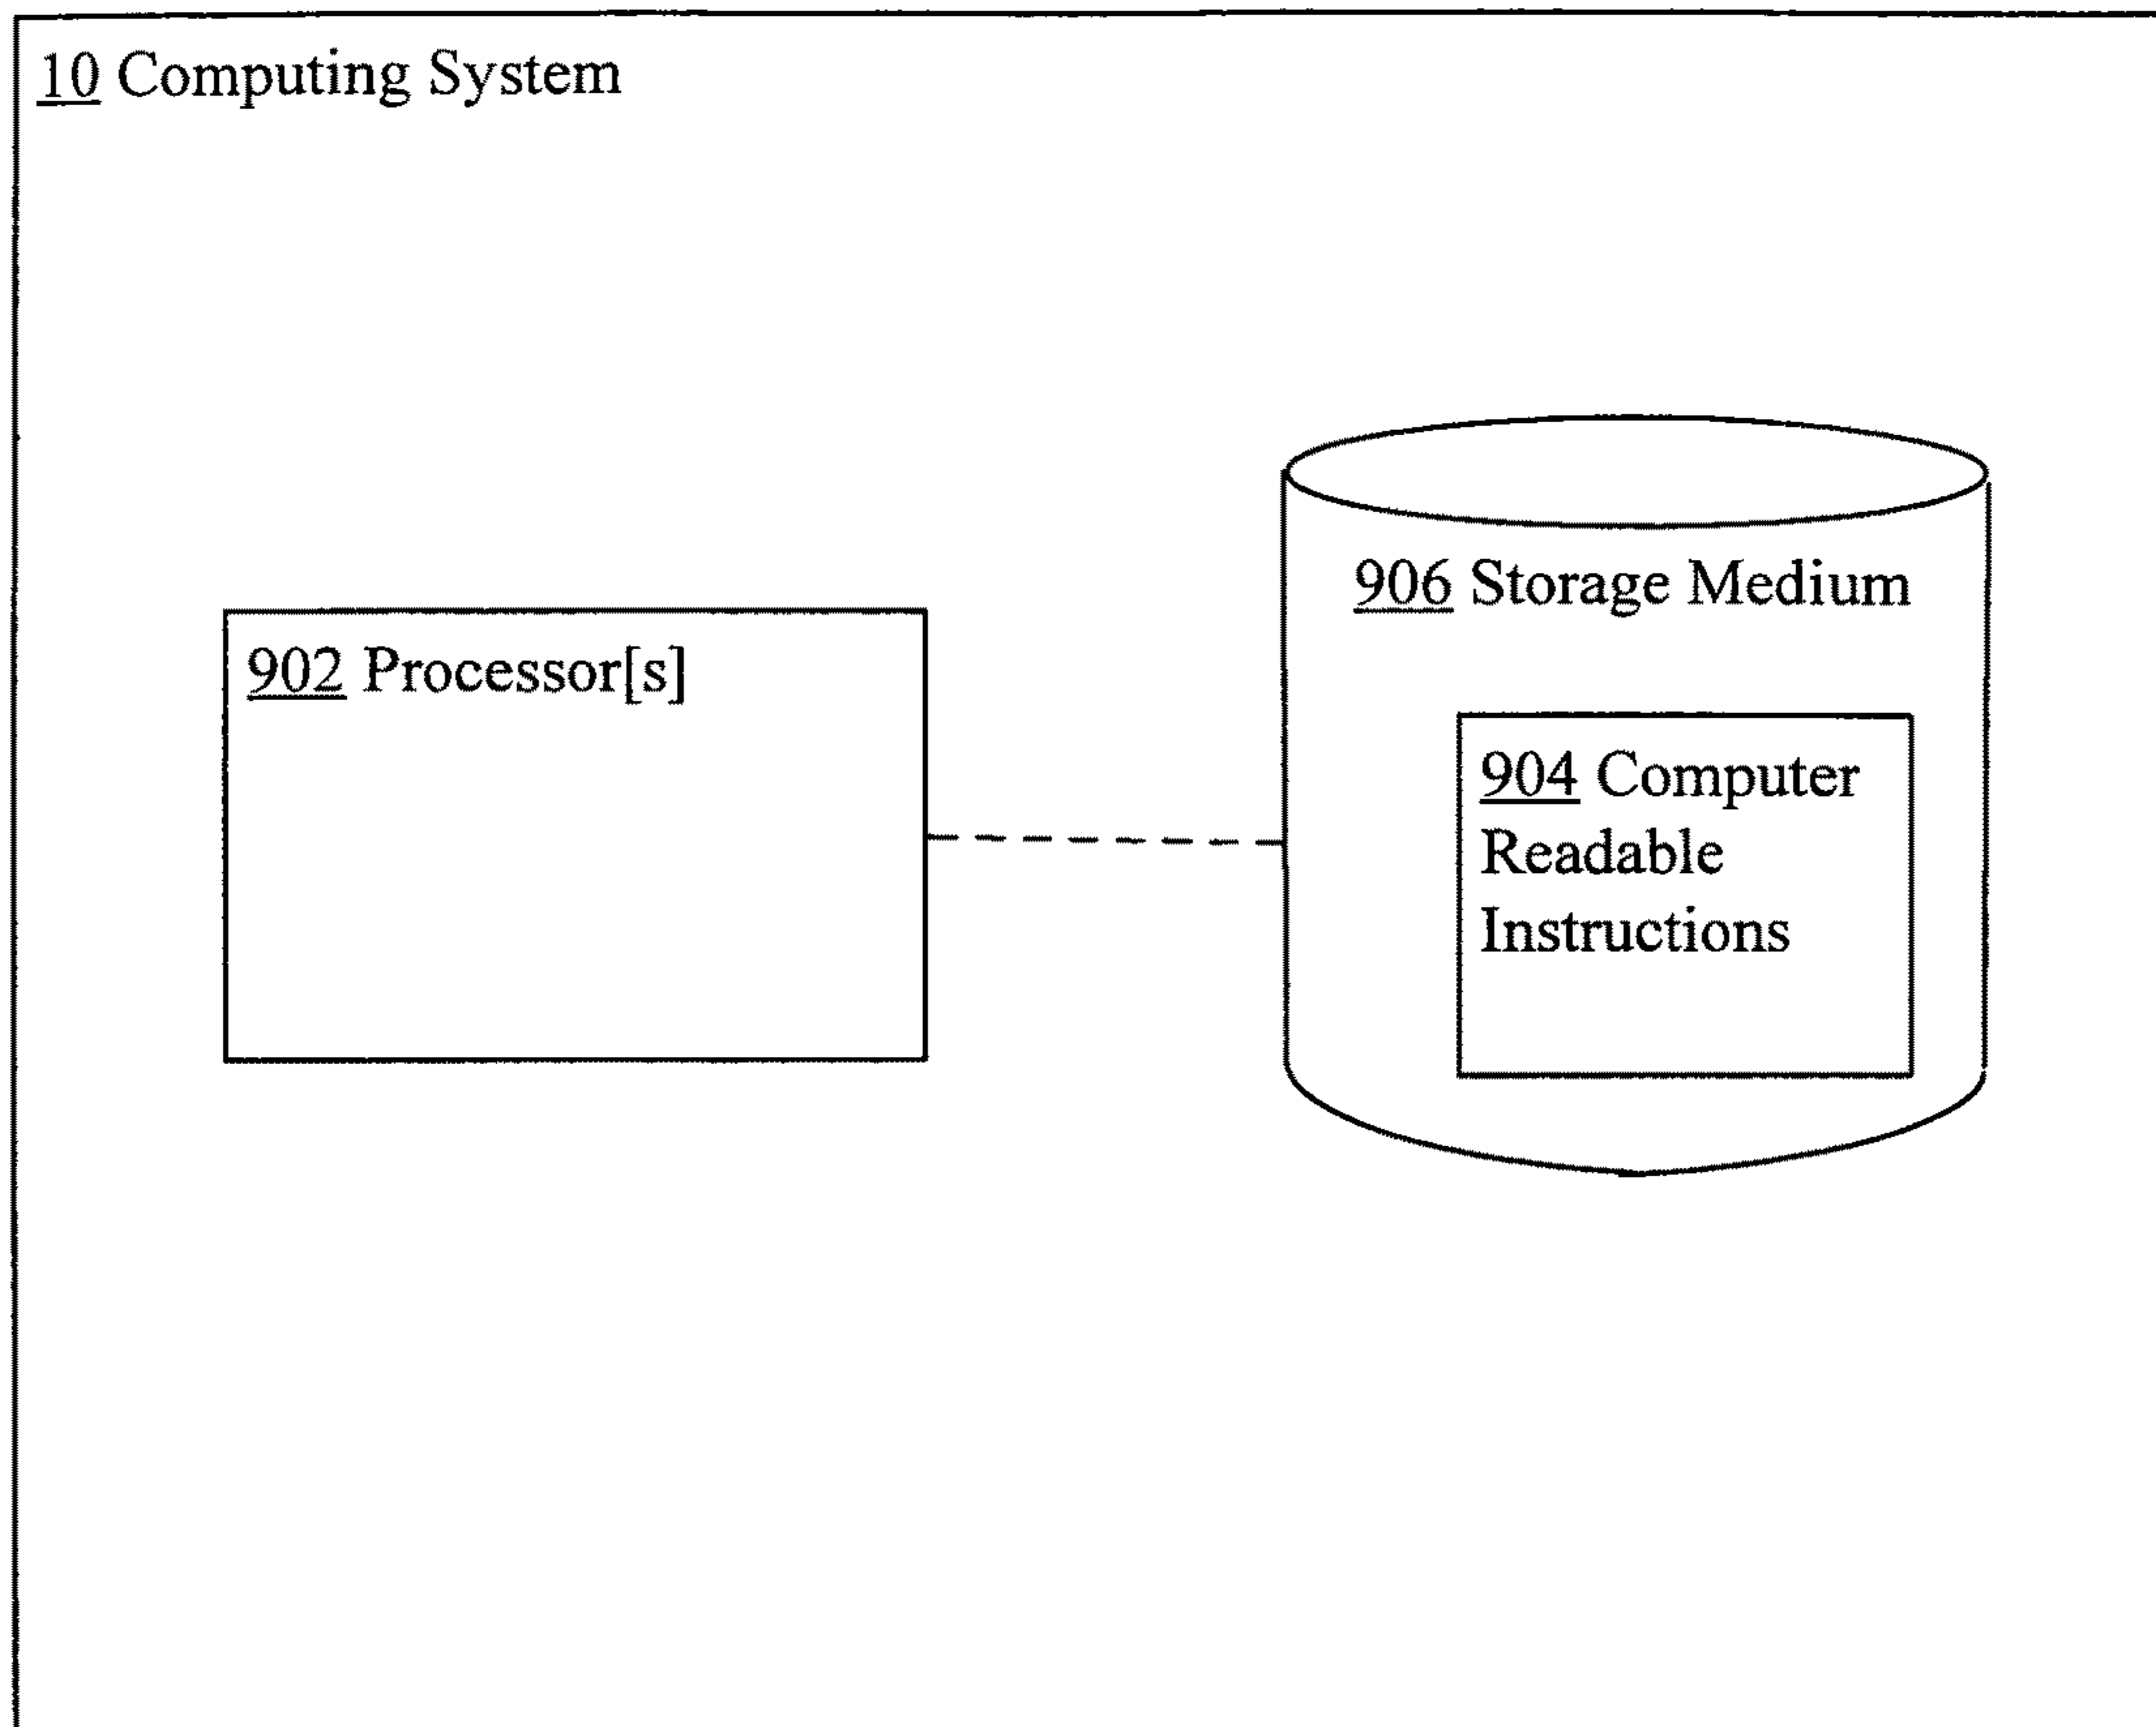 10 Computing System
906 Storage Medium
902 Processor[s]
904 Computer
Readable
Instructions